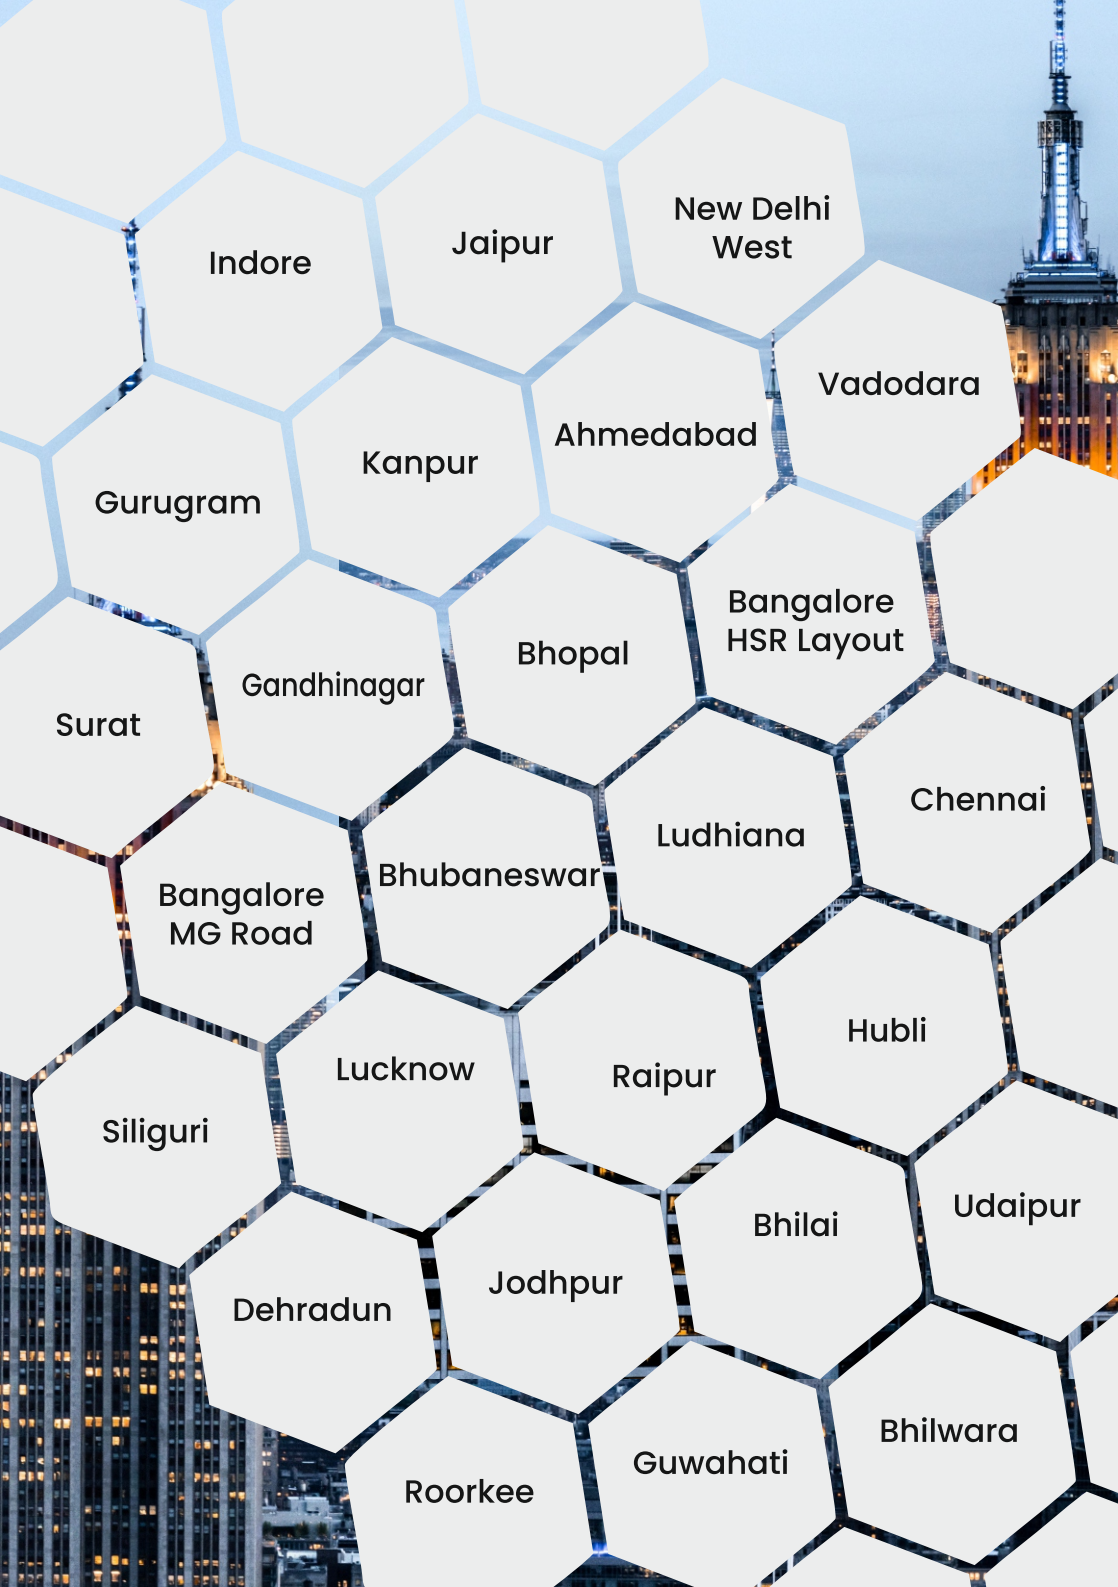 New Delhi
West
Jaipur
Indore
Vadodara
Ahmedabad
Kanpur
Gurugram
Bangalore
HSR Layout
Bhopal
Gandhinagar
Surat
Chennai
Ludhiana
Bhubaneswar
Bangalore
MG Road
Hubli
Raipur
Lucknow
Siliguri
Udaipur
Bhilai
Jodhpur
Dehradun
Bhilwara
Guwahati
Roorkee